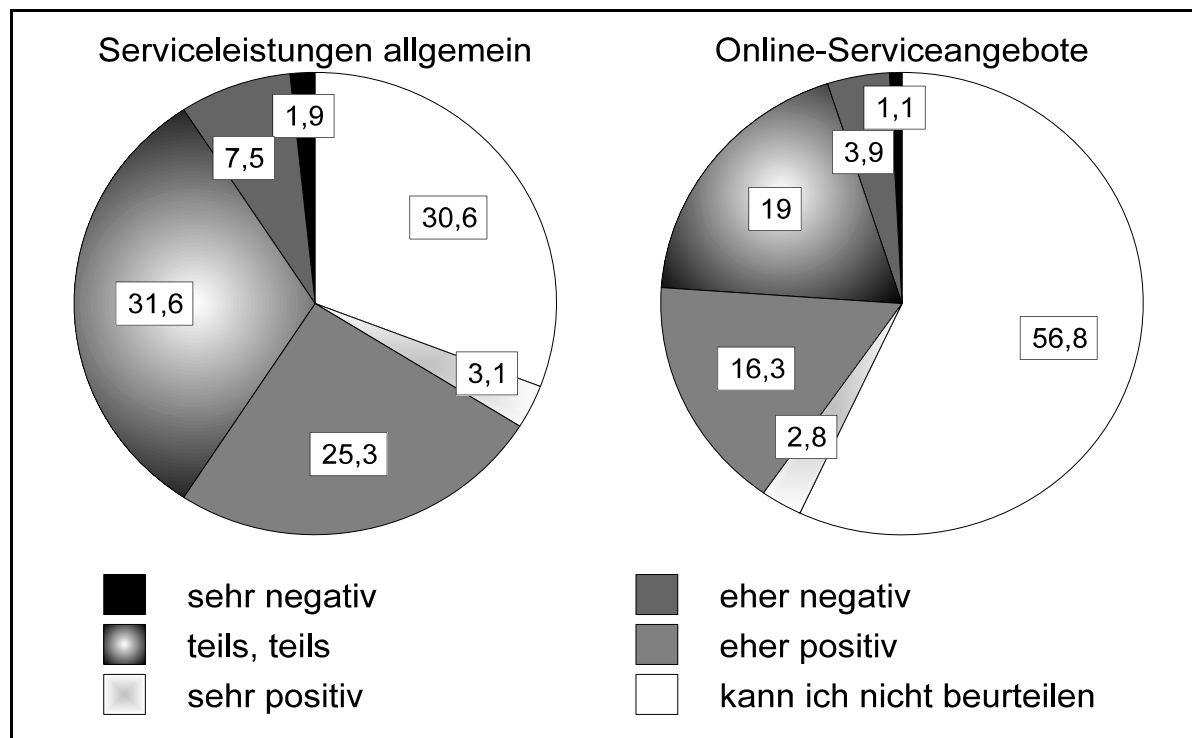 Serviceleistungen allgemein
1,9
7,5
30,6
31,6
3,1
25,3
Online-Serviceangebote
1,1
3,9
19
56,8
16,3
2,8
sehr negativ
eher negativ
teils, teils
eher positiv
sehr positiv
kann ich nicht beurteilen